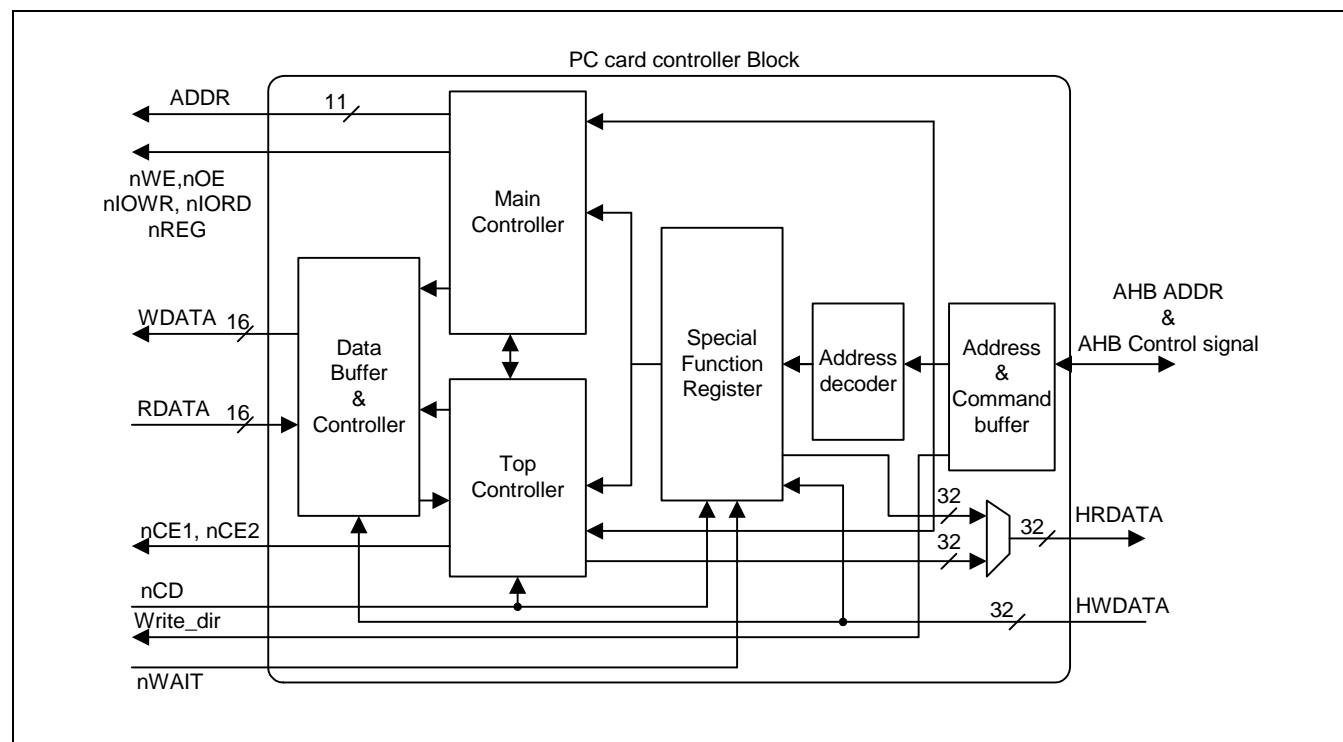 PC card controller Block
ADDR
11
nWE,nOE
nIOWR, nIORD
nREG
Main
Controller
WDATA
16
RDATA
16
Data
Buffer
&
Controller
Top
Controller
Special
Function
Register
Address
decoder
Address
&
Command
buffer
AHB ADDR
&
AHB Control signal
nCE1, nCE2
nCD
Write_dir
nWAIT
32
32
32
HRDATA
32
HWDATA